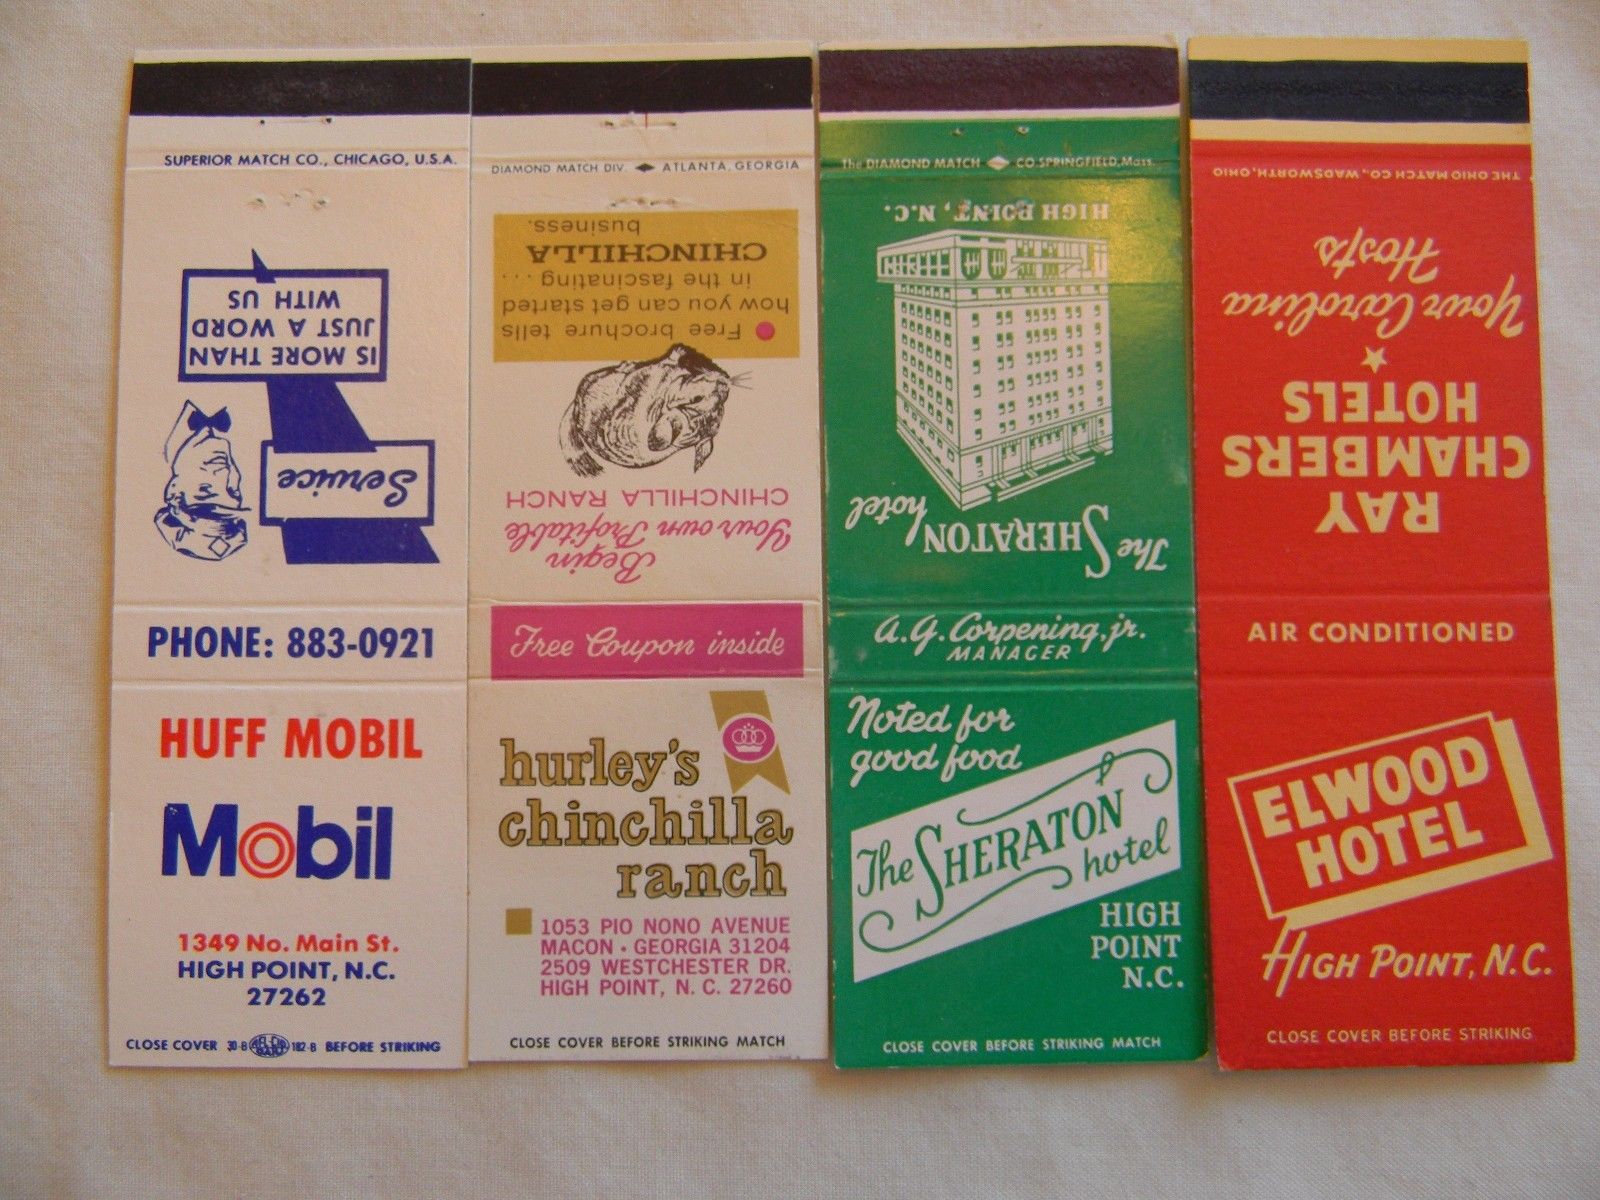 SUPERIOR MATCH CO., CHICAGO, U.S.A.
Service
IS MORE THAN
JUST A WORD
WITH US
PHONE: 883-0921
HUFF MOBIL
Mobil
1349 No. Main St.
HIGH POINT, N.C.
27262
CLOSE COVER 30-B 182-B BEFORE STRIKING
DIAMOND MATCH DIV. ATLANTA, GEORGIA
Begin
Your own Profitable
CHINCHILLA RANCH
Free brochure tells
how you can get started
in the fascinating . . . .
CHINCHILLA
business.
Free Coupon inside
hurley's
chinchilla
ranch
1053 PIO NONO AVENUE
MACON • GEORGIA 31204
2509 WESTCHESTER DR.
HIGH POINT, N. C. 27260
CLOSE COVER BEFORE STRIKING MATCH
The DIAMOND MATCH CO. SPRINGFIELD, Mass.
The SHERATON
hotel
HIGH POINT, N.C.
A. G. Corpening, jr.
MANAGER
Noted for
good food
The SHERATON
hotel
HIGH
POINT
N.C.
CLOSE COVER BEFORE STRIKING MATCH
RAY
CHAMBERS
HOTELS
Your Carolina
Hosts
THE OHIO MATCH CO., WADSWORTH, OHIO
AIR CONDITIONED
ELWOOD
HOTEL
HIGH POINT, N.C.
CLOSE COVER BEFORE STRIKING